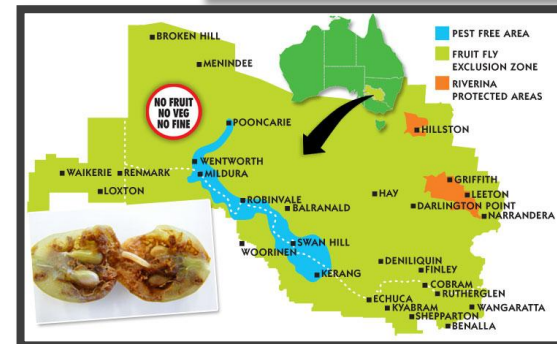 PEST FREE AREA
FRUIT FLY
EXCLUSION ZONE
RIVERINA
PROTECTED AREAS
BROKEN HILL
MENINDEE
NO FRUIT
NO VEG
NO FINE
POONCARIE
HILLSTON
WENTWORTH
MILDURA
WAIKERIE
RENMARK
LOXTON
ROBINVALE
BALRANALD
HAY
GRIFFITH
LEETON
DARLINGTON POINT
NARRANDERA
SWAN HILL
WOORINEN
KERANG
DENILIQUIN
FINLEY
COBRAM
RUTHERGLEN
ECHUCA
KYABRAM
WANGARATTA
SHEPPARTON
BENALLA